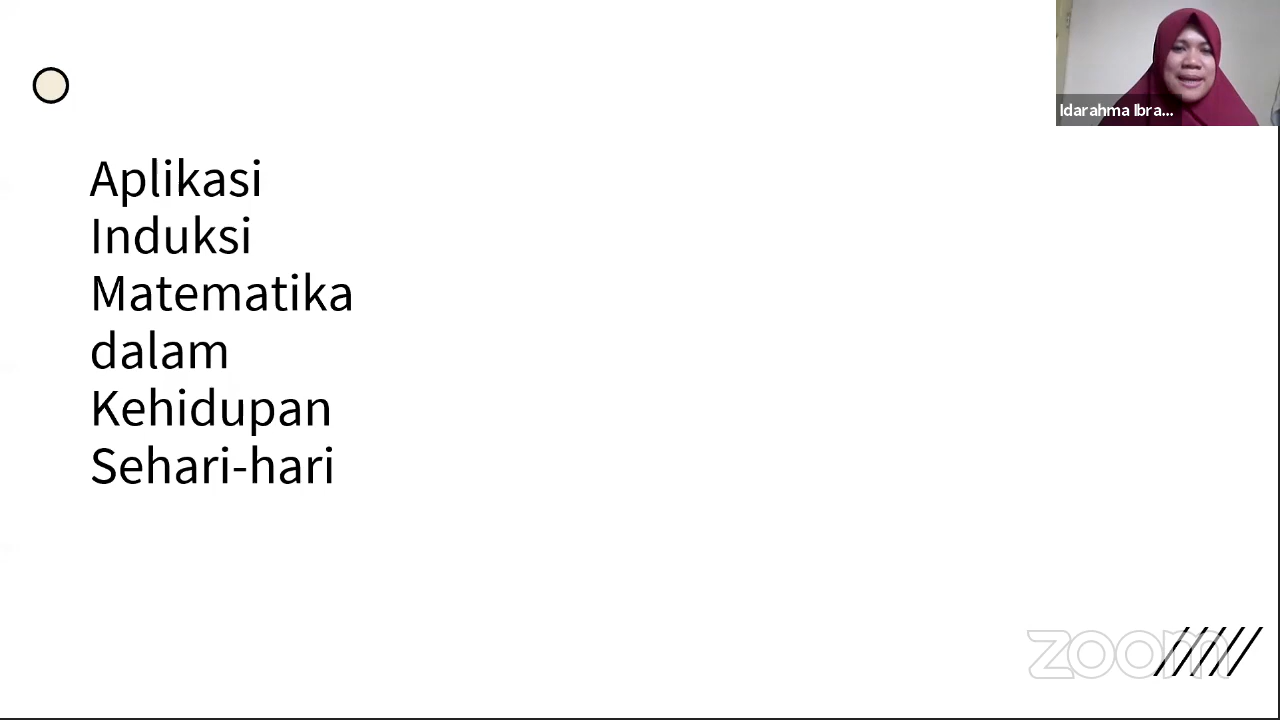 Idarahma Ibra...
Aplikasi
Induksi
Matematika
dalam
Kehidupan
Sehari-hari
zoom